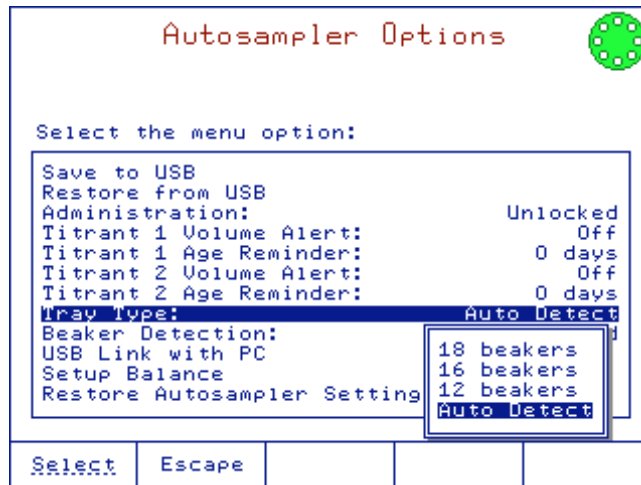 Autosampler Options
Select the menu option:
Save to USB
Restore from USB
Administration: Unlocked
Titrant 1 Volume Alert: Off
Titrant 1 Age Reminder: 0 days
Titrant 2 Volume Alert: Off
Titrant 2 Age Reminder: 0 days
Tray Type: Auto Detect
Beaker Detection:
USB Link with PC
Setup Balance
Restore Autosampler Setting
18 beakers
16 beakers
12 beakers
Auto Detect
Select Escape